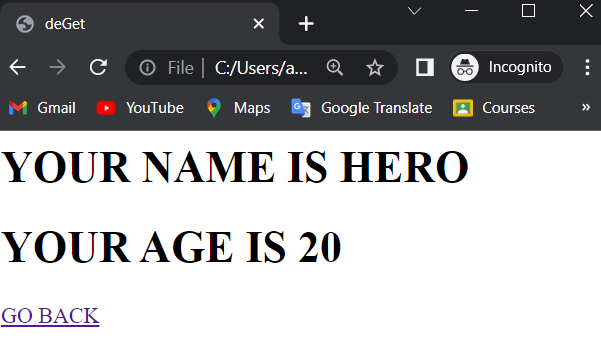 deGet
File | C:/Users/a...
Incognito
Gmail
YouTube
Maps
Google Translate
Courses
»
YOUR NAME IS HERO
YOUR AGE IS 20
GO BACK